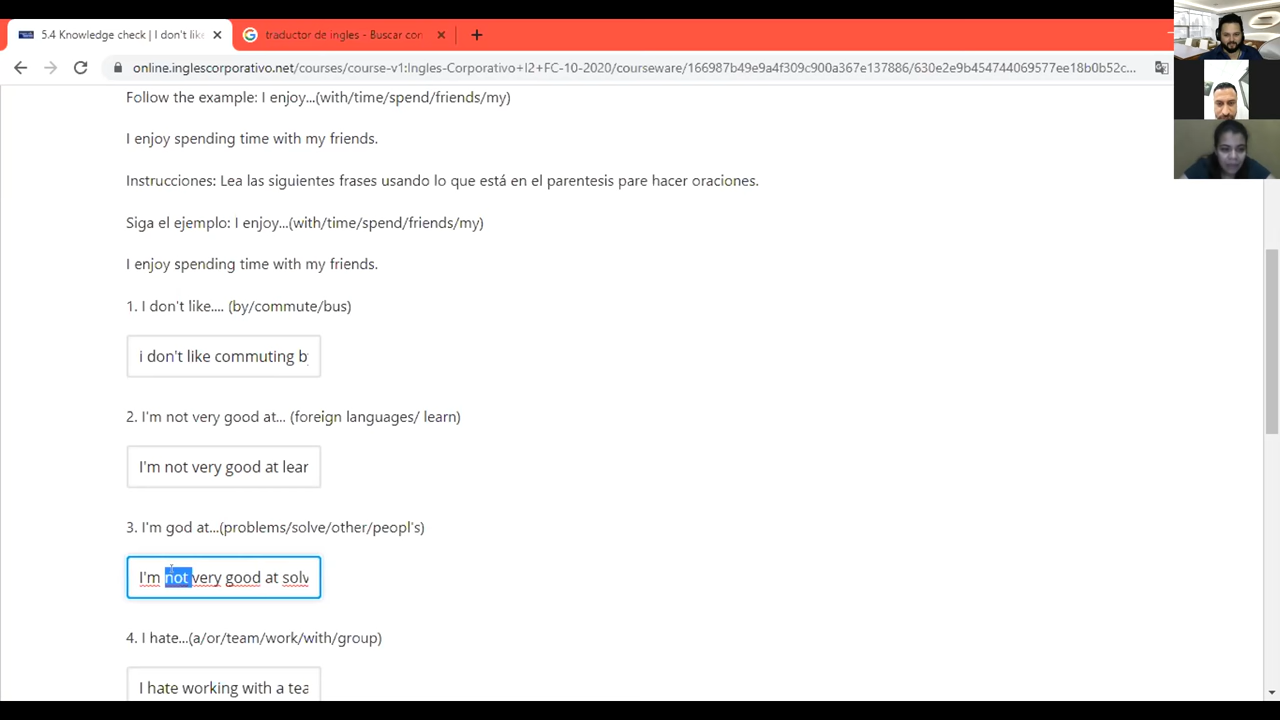 5.4 Knowledge check | I don't like
traductor de ingles - Buscar con
online.inglescorporativo.net/courses/course-v1:Ingles-Corporativo+I2+FC-10-2020/courseware/166987b49e9a4f309c900a367e137886/630e2e9b454744069577ee18b0b52c...
Follow the example: I enjoy...(with/time/spend/friends/my)
I enjoy spending time with my friends.
Instrucciones: Lea las siguientes frases usando lo que está en el parentesis pare hacer oraciones.
Siga el ejemplo: I enjoy...(with/time/spend/friends/my)
I enjoy spending time with my friends.
1. I don't like.... (by/commute/bus)
i don't like commuting b
2. I'm not very good at... (foreign languages/ learn)
I'm not very good at lear
3. I'm god at...(problems/solve/other/peopl's)
I'm not very good at solv
4. I hate...(a/or/team/work/with/group)
I hate working with a tea